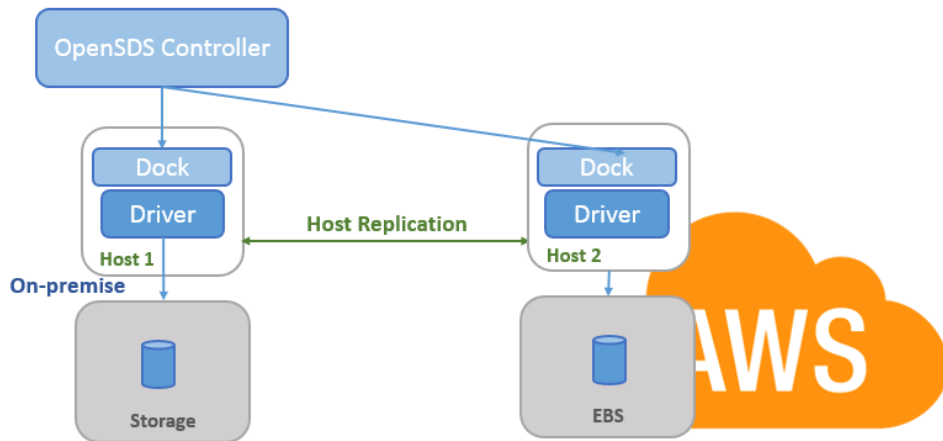 OpenSDS Controller
Dock
Driver
Host 1
On-premise
Storage
Host Replication
Dock
Driver
Host 2
EBS
AWS